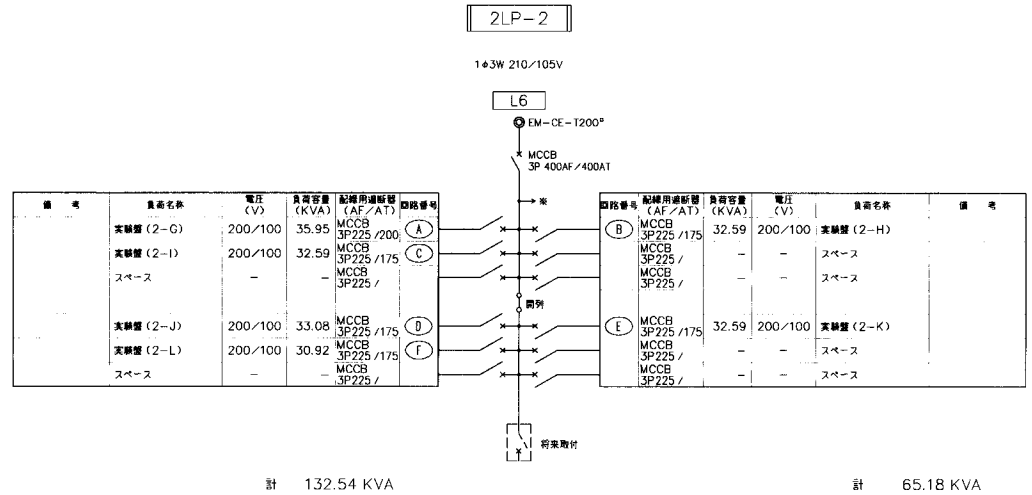 2LP-2
1φ3W 210/105V
L6
EM-CE-T200□
MCCB
3P 400AF/400AT
※
備 考 負荷名称 電圧(V) 負荷容量(KVA) 配線用遮断器(AF/AT) 回路番号
実験盤(2-G) 200/100 35.95 MCCB 3P225/200 A
実験盤(2-I) 200/100 32.59 MCCB 3P225/175 C
スペース - - MCCB 3P225/
実験盤(2-J) 200/100 33.08 MCCB 3P225/175 D
実験盤(2-L) 200/100 30.92 MCCB 3P225/175 F
スペース - - MCCB 3P225/
回路番号 配線用遮断器(AF/AT) 負荷容量(KVA) 電圧(V) 負荷名称 備 考
B MCCB 3P225/175 32.59 200/100 実験盤(2-H)
MCCB 3P225/ - - スペース
MCCB 3P225/ - - スペース
E MCCB 3P225/175 32.59 200/100 実験盤(2-K)
MCCB 3P225/ - - スペース
MCCB 3P225/ - - スペース
開列
将来取付
計 132.54 KVA
計 65.18 KVA